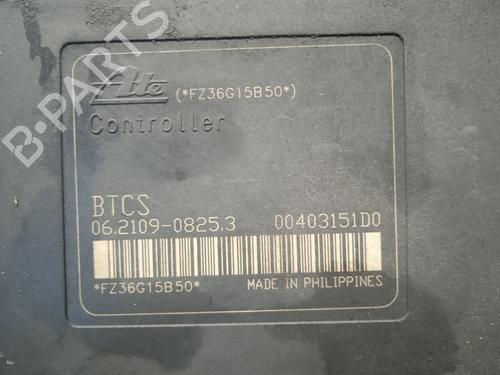 Ate (*FZ36G15B50*)
Controller
BTCS
06.2109-0825.3 00403151D0
*FZ36G15B50* MADE IN PHILIPPINES
B-PARTS